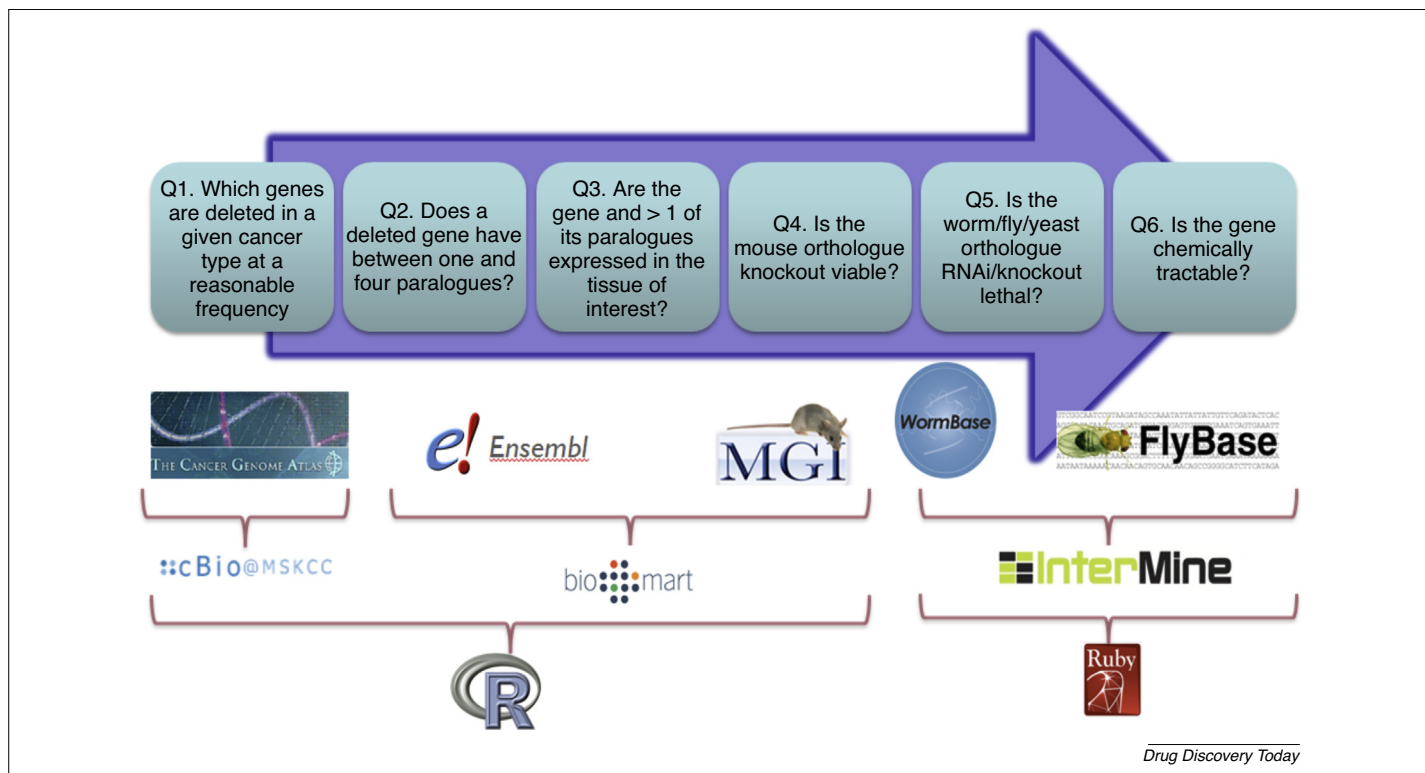 Q1. Which genes
are deleted in a
given cancer
type at a
reasonable
frequency
Q2. Does a
deleted gene have
between one and
four paralogues?
Q3. Are the
gene and > 1 of
its paralogues
expressed in the
tissue of
interest?
Q4. Is the
mouse orthologue
knockout viable?
Q5. Is the
worm/fly/yeast
orthologue
RNAi/knockout
lethal?
Q6. Is the gene
chemically
tractable?
THE CANCER GENOME ATLAS
e! Ensembl
MGI
WormBase
FlyBase
cBio@MSKCC
bio mart
InterMine
R
Ruby
Drug Discovery Today